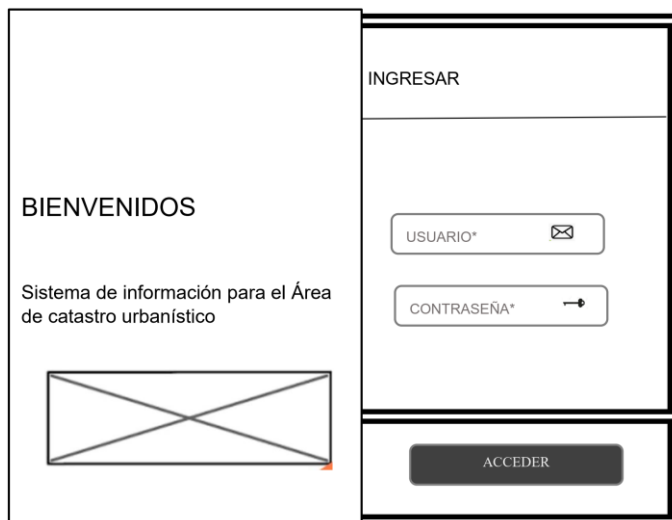 BIENVENIDOS
Sistema de información para el Área
de catastro urbanístico
INGRESAR
USUARIO*
CONTRASEÑA*
ACCEDER